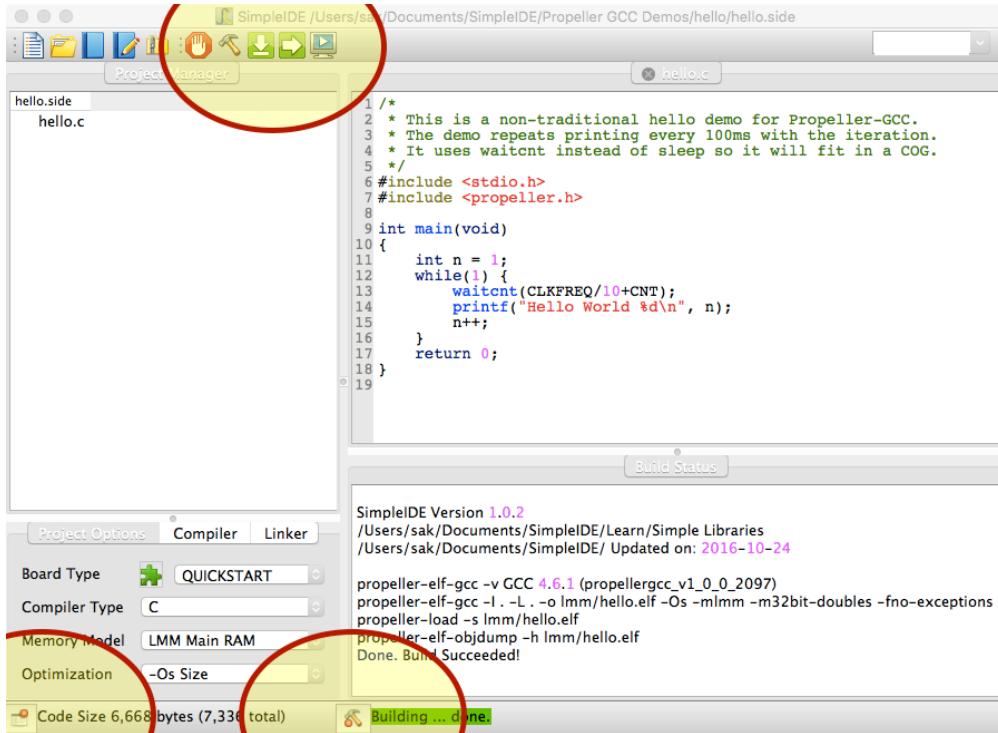 SimpleIDE /Users/sak/Documents/SimpleIDE/Propeller GCC Demos/hello/hello.side
Project Manager
hello.side
hello.c
hello.c
1 /*
2 * This is a non-traditional hello demo for Propeller-GCC.
3 * The demo repeats printing every 100ms with the iteration.
4 * It uses waitcnt instead of sleep so it will fit in a COG.
5 */
6 #include <stdio.h>
7 #include <propeller.h>
8
9 int main(void)
10 {
11 int n = 1;
12 while(1) {
13 waitcnt(CLKFREQ/10+CNT);
14 printf("Hello World %d\n", n);
15 n++;
16 }
17 return 0;
18 }
19
Project Options Compiler Linker
Board Type QUICKSTART
Compiler Type C
Memory Model LMM Main RAM
Optimization -Os Size
Build Status
SimpleIDE Version 1.0.2
/Users/sak/Documents/SimpleIDE/Learn/Simple Libraries
/Users/sak/Documents/SimpleIDE/ Updated on: 2016-10-24
propeller-elf-gcc -v GCC 4.6.1 (propellergcc_v1_0_0_2097)
propeller-elf-gcc -I . -L . -o lmm/hello.elf -Os -mlmm -m32bit-doubles -fno-exceptions
propeller-load -s lmm/hello.elf
propeller-elf-objdump -h lmm/hello.elf
Done. Build Succeeded!
Code Size 6,668 bytes (7,336 total)
Building ... done.